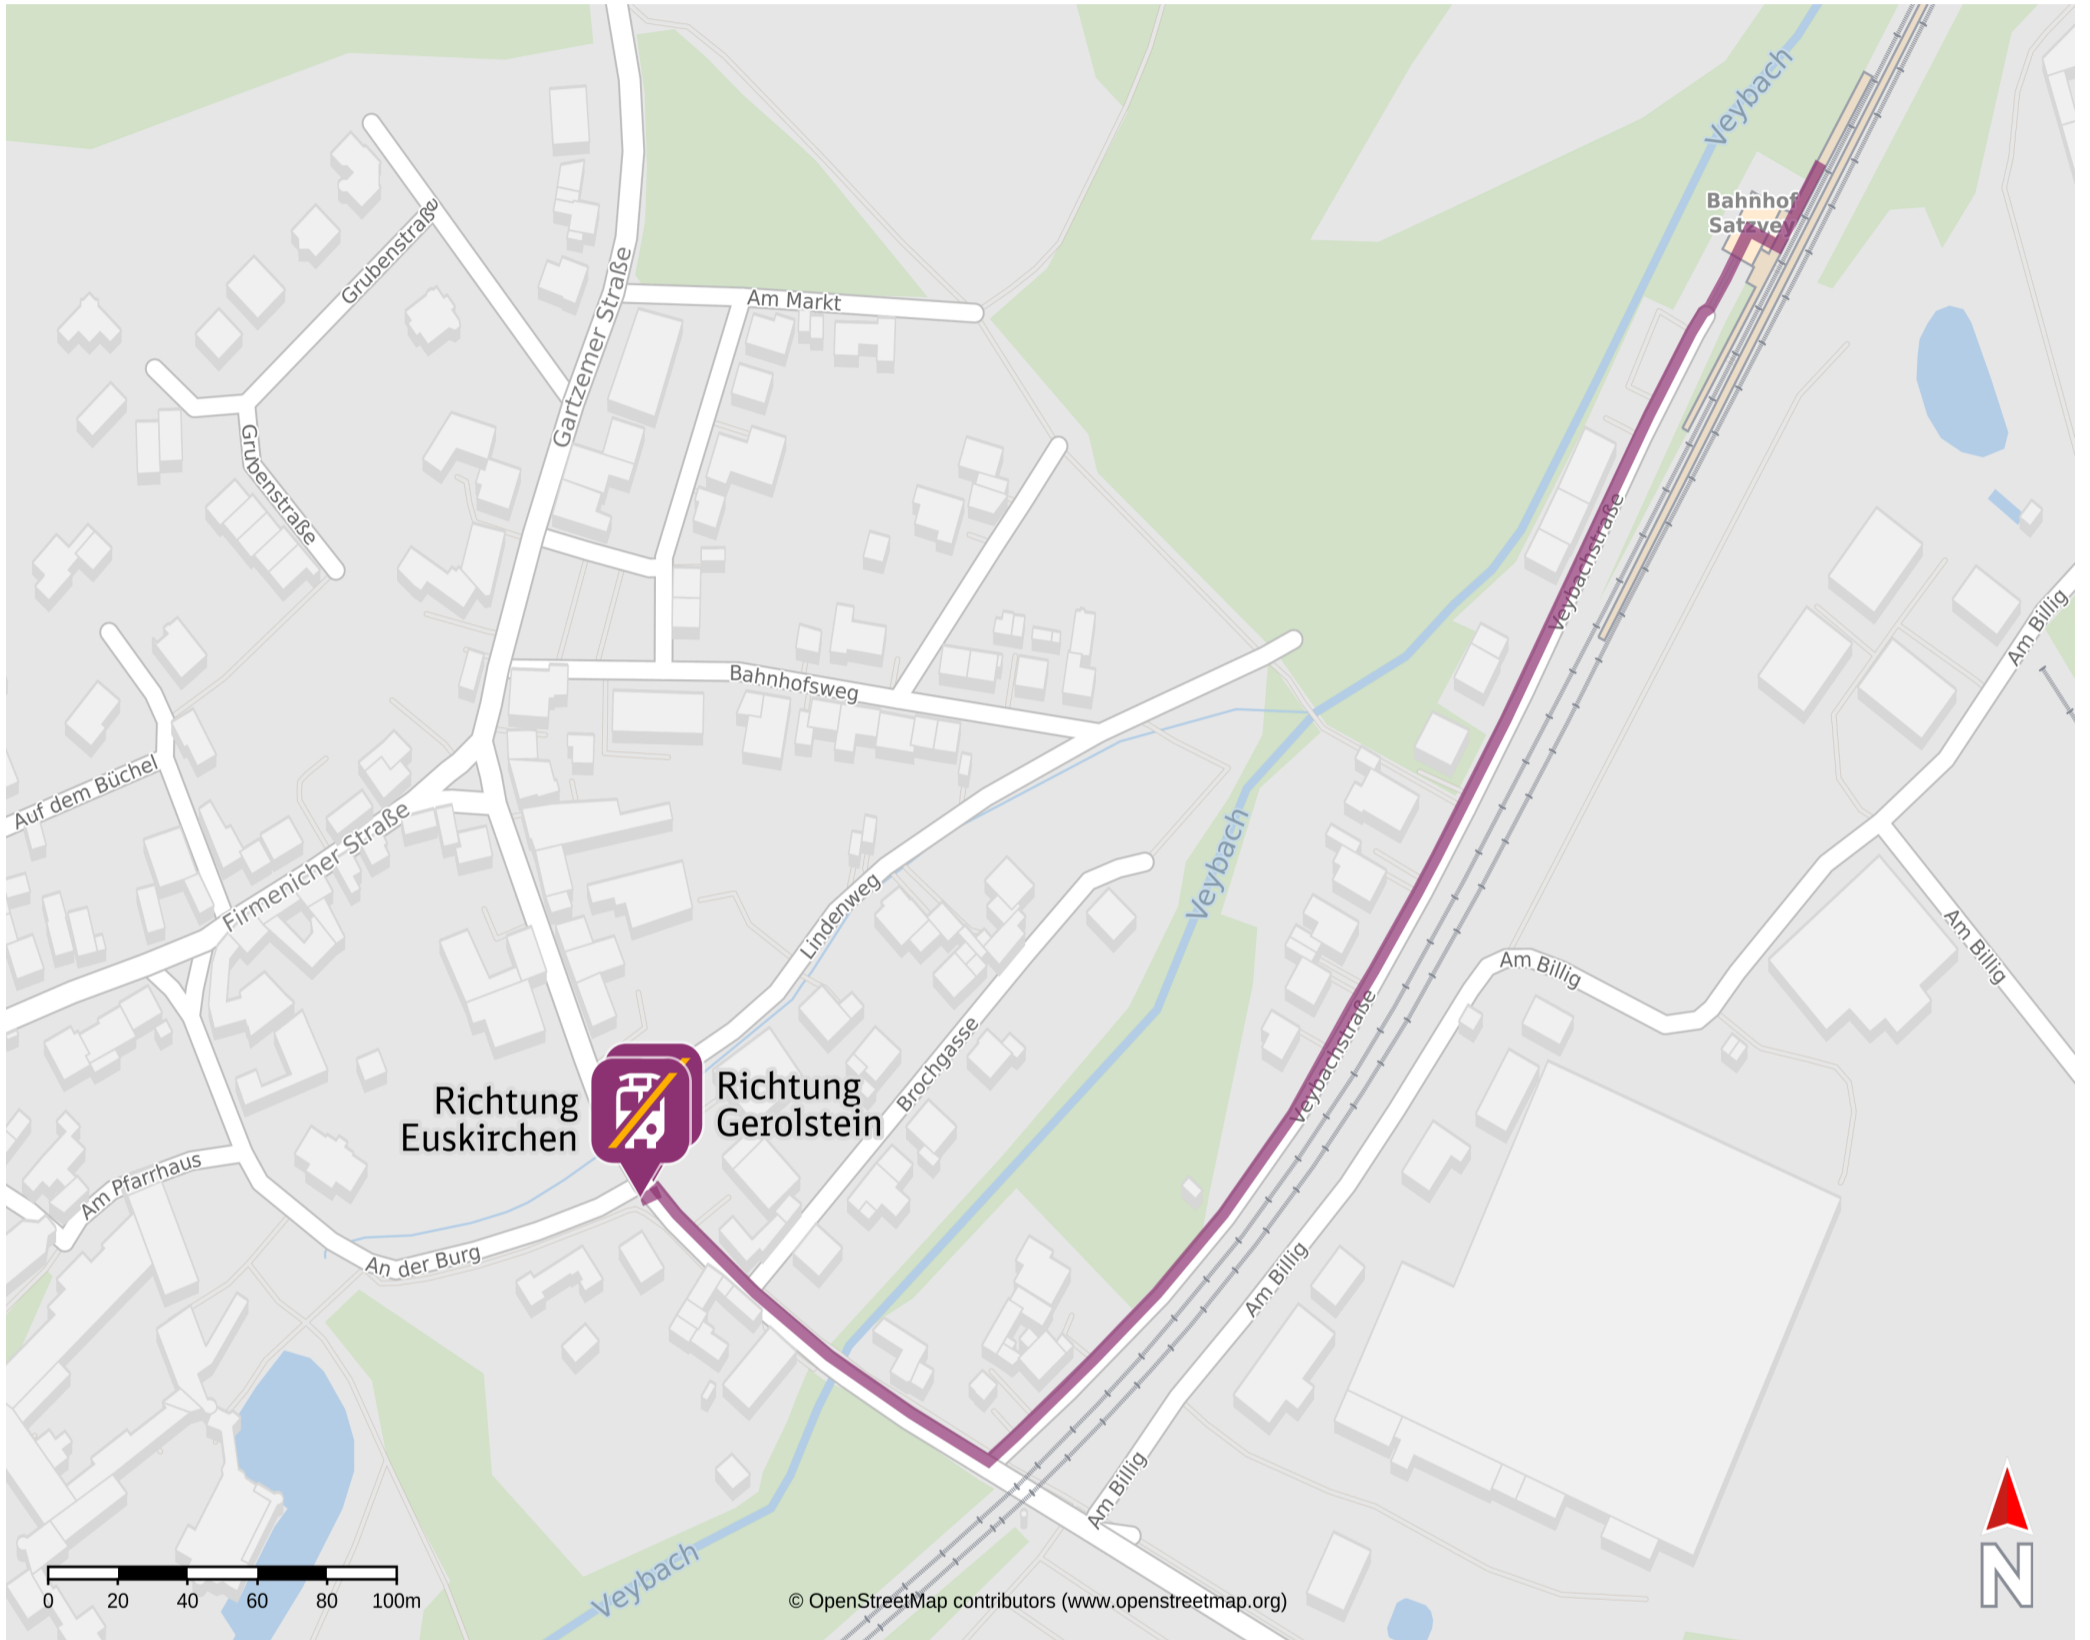 Veybach
Bahnhof
Satzvey
Grubenstraße
Gartzemer Straße
Am Markt
Grubenstraße
Veybachstraße
Am Billig
Bahnhofsweg
Auf dem Büchel
Firmenicher Straße
Veybach
Lindenweg
Am Billig
Am Billig
Brochgasse
Veybachstraße
Richtung
Euskirchen
Richtung
Gerolstein
Am Pfarrhaus
An der Burg
Am Billig
Am Billig
Veybach
N
0 20 40 60 80 100m
© OpenStreetMap contributors (www.openstreetmap.org)